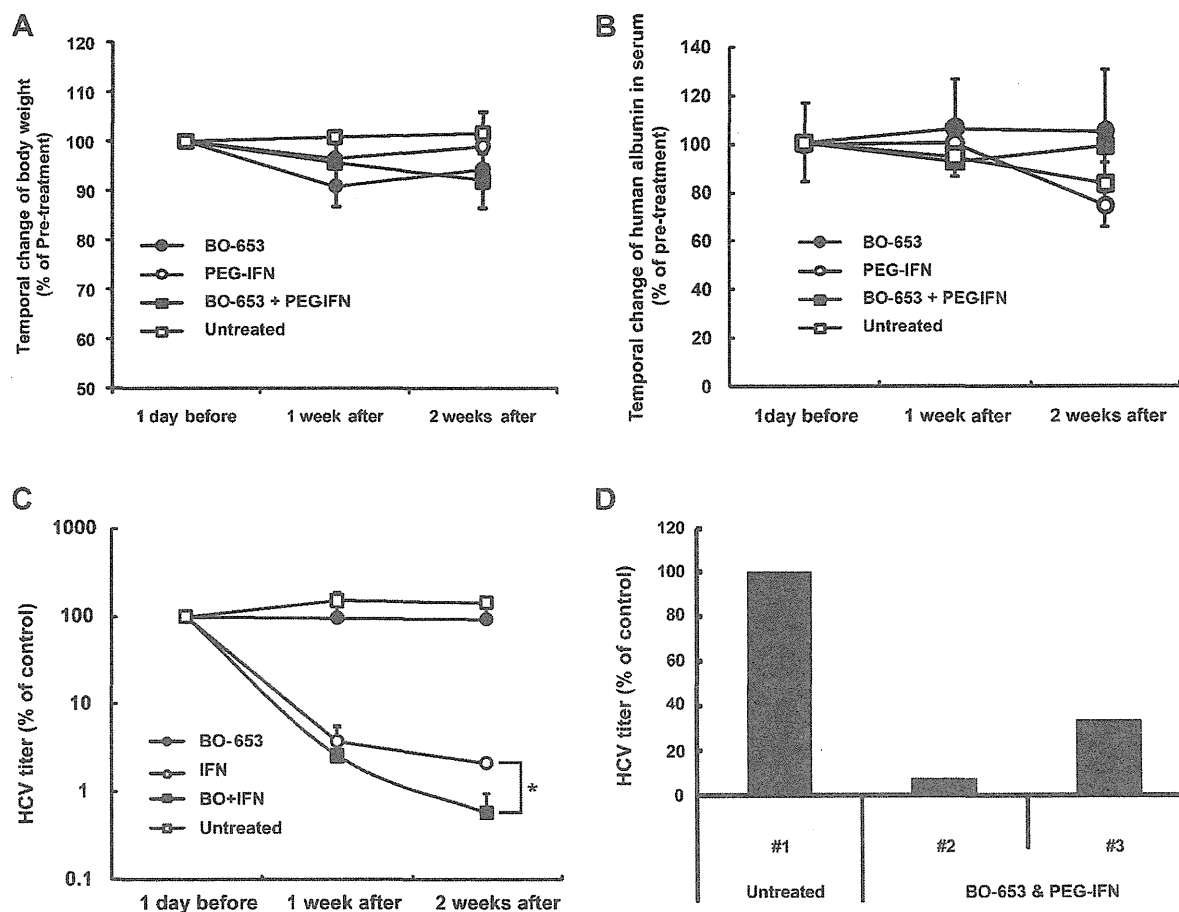 A
Temporal change of body weight
(% of Pre-treatment)
120
110
100
90
80
70
60
50
BO-653
PEG-IFN
BO-653 + PEGIFN
Untreated
1 day before
1 week after
2 weeks after
B
Temporal change of human albumin in serum
(% of pre-treatment)
140
120
100
80
60
40
20
0
BO-653
PEG-IFN
BO-653 + PEGIFN
Untreated
1day before
1 week after
2 weeks after
C
HCV titer (% of control)
1000
100
10
1
0.1
BO-653
IFN
BO+IFN
Untreated
*
1 day before
1 week after
2 weeks after
D
HCV titer (% of control)
120
100
80
60
40
20
0
#1
#2
#3
Untreated
BO-653 & PEG-IFN